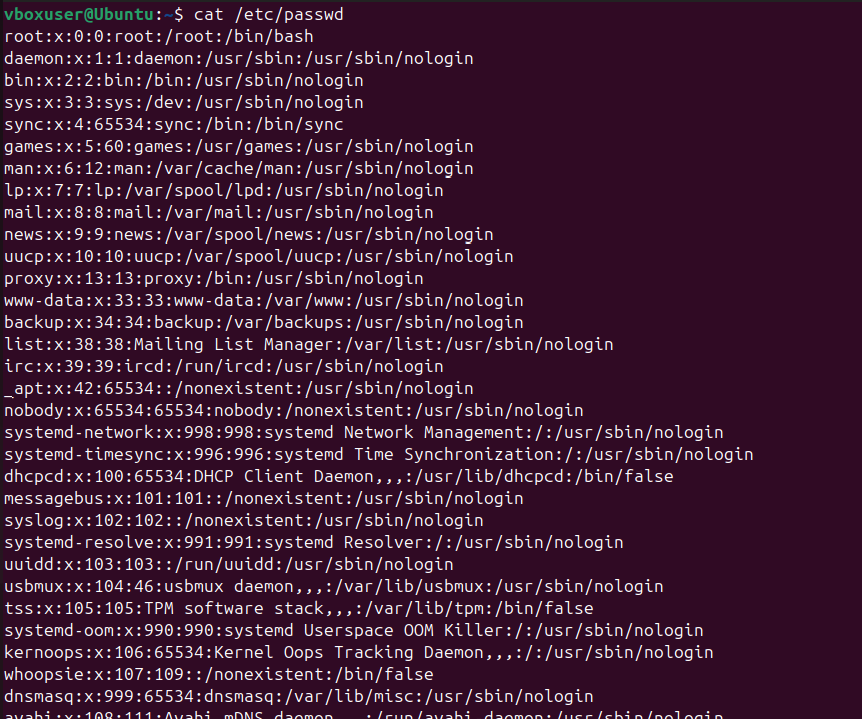 vboxuser@Ubuntu:~$ cat /etc/passwd
root:x:0:0:root:/root:/bin/bash
daemon:x:1:1:daemon:/usr/sbin:/usr/sbin/nologin
bin:x:2:2:bin:/bin:/usr/sbin/nologin
sys:x:3:3:sys:/dev:/usr/sbin/nologin
sync:x:4:65534:sync:/bin:/bin/sync
games:x:5:60:games:/usr/games:/usr/sbin/nologin
man:x:6:12:man:/var/cache/man:/usr/sbin/nologin
lp:x:7:7:lp:/var/spool/lpd:/usr/sbin/nologin
mail:x:8:8:mail:/var/mail:/usr/sbin/nologin
news:x:9:9:news:/var/spool/news:/usr/sbin/nologin
uucp:x:10:10:uucp:/var/spool/uucp:/usr/sbin/nologin
proxy:x:13:13:proxy:/bin:/usr/sbin/nologin
www-data:x:33:33:www-data:/var/www:/usr/sbin/nologin
backup:x:34:34:backup:/var/backups:/usr/sbin/nologin
list:x:38:38:Mailing List Manager:/var/list:/usr/sbin/nologin
irc:x:39:39:ircd:/run/ircd:/usr/sbin/nologin
_apt:x:42:65534::/nonexistent:/usr/sbin/nologin
nobody:x:65534:65534:nobody:/nonexistent:/usr/sbin/nologin
systemd-network:x:998:998:systemd Network Management:/:/usr/sbin/nologin
systemd-timesync:x:996:996:systemd Time Synchronization:/:/usr/sbin/nologin
dhcpcd:x:100:65534:DHCP Client Daemon,,,:/usr/lib/dhcpcd:/bin/false
messagebus:x:101:101::/nonexistent:/usr/sbin/nologin
syslog:x:102:102::/nonexistent:/usr/sbin/nologin
systemd-resolve:x:991:991:systemd Resolver:/:/usr/sbin/nologin
uuidd:x:103:103::/run/uuidd:/usr/sbin/nologin
usbmux:x:104:46:usbmux daemon,,,:/var/lib/usbmux:/usr/sbin/nologin
tss:x:105:105:TPM software stack,,,:/var/lib/tpm:/bin/false
systemd-oom:x:990:990:systemd Userspace OOM Killer:/:/usr/sbin/nologin
kernoops:x:106:65534:Kernel Oops Tracking Daemon,,,:/:/usr/sbin/nologin
whoopsie:x:107:109::/nonexistent:/bin/false
dnsmasq:x:999:65534:dnsmasq:/var/lib/misc:/usr/sbin/nologin
avahi:x:108:111:Avahi mDNS daemon,,,:/run/avahi-daemon:/usr/sbin/nologin